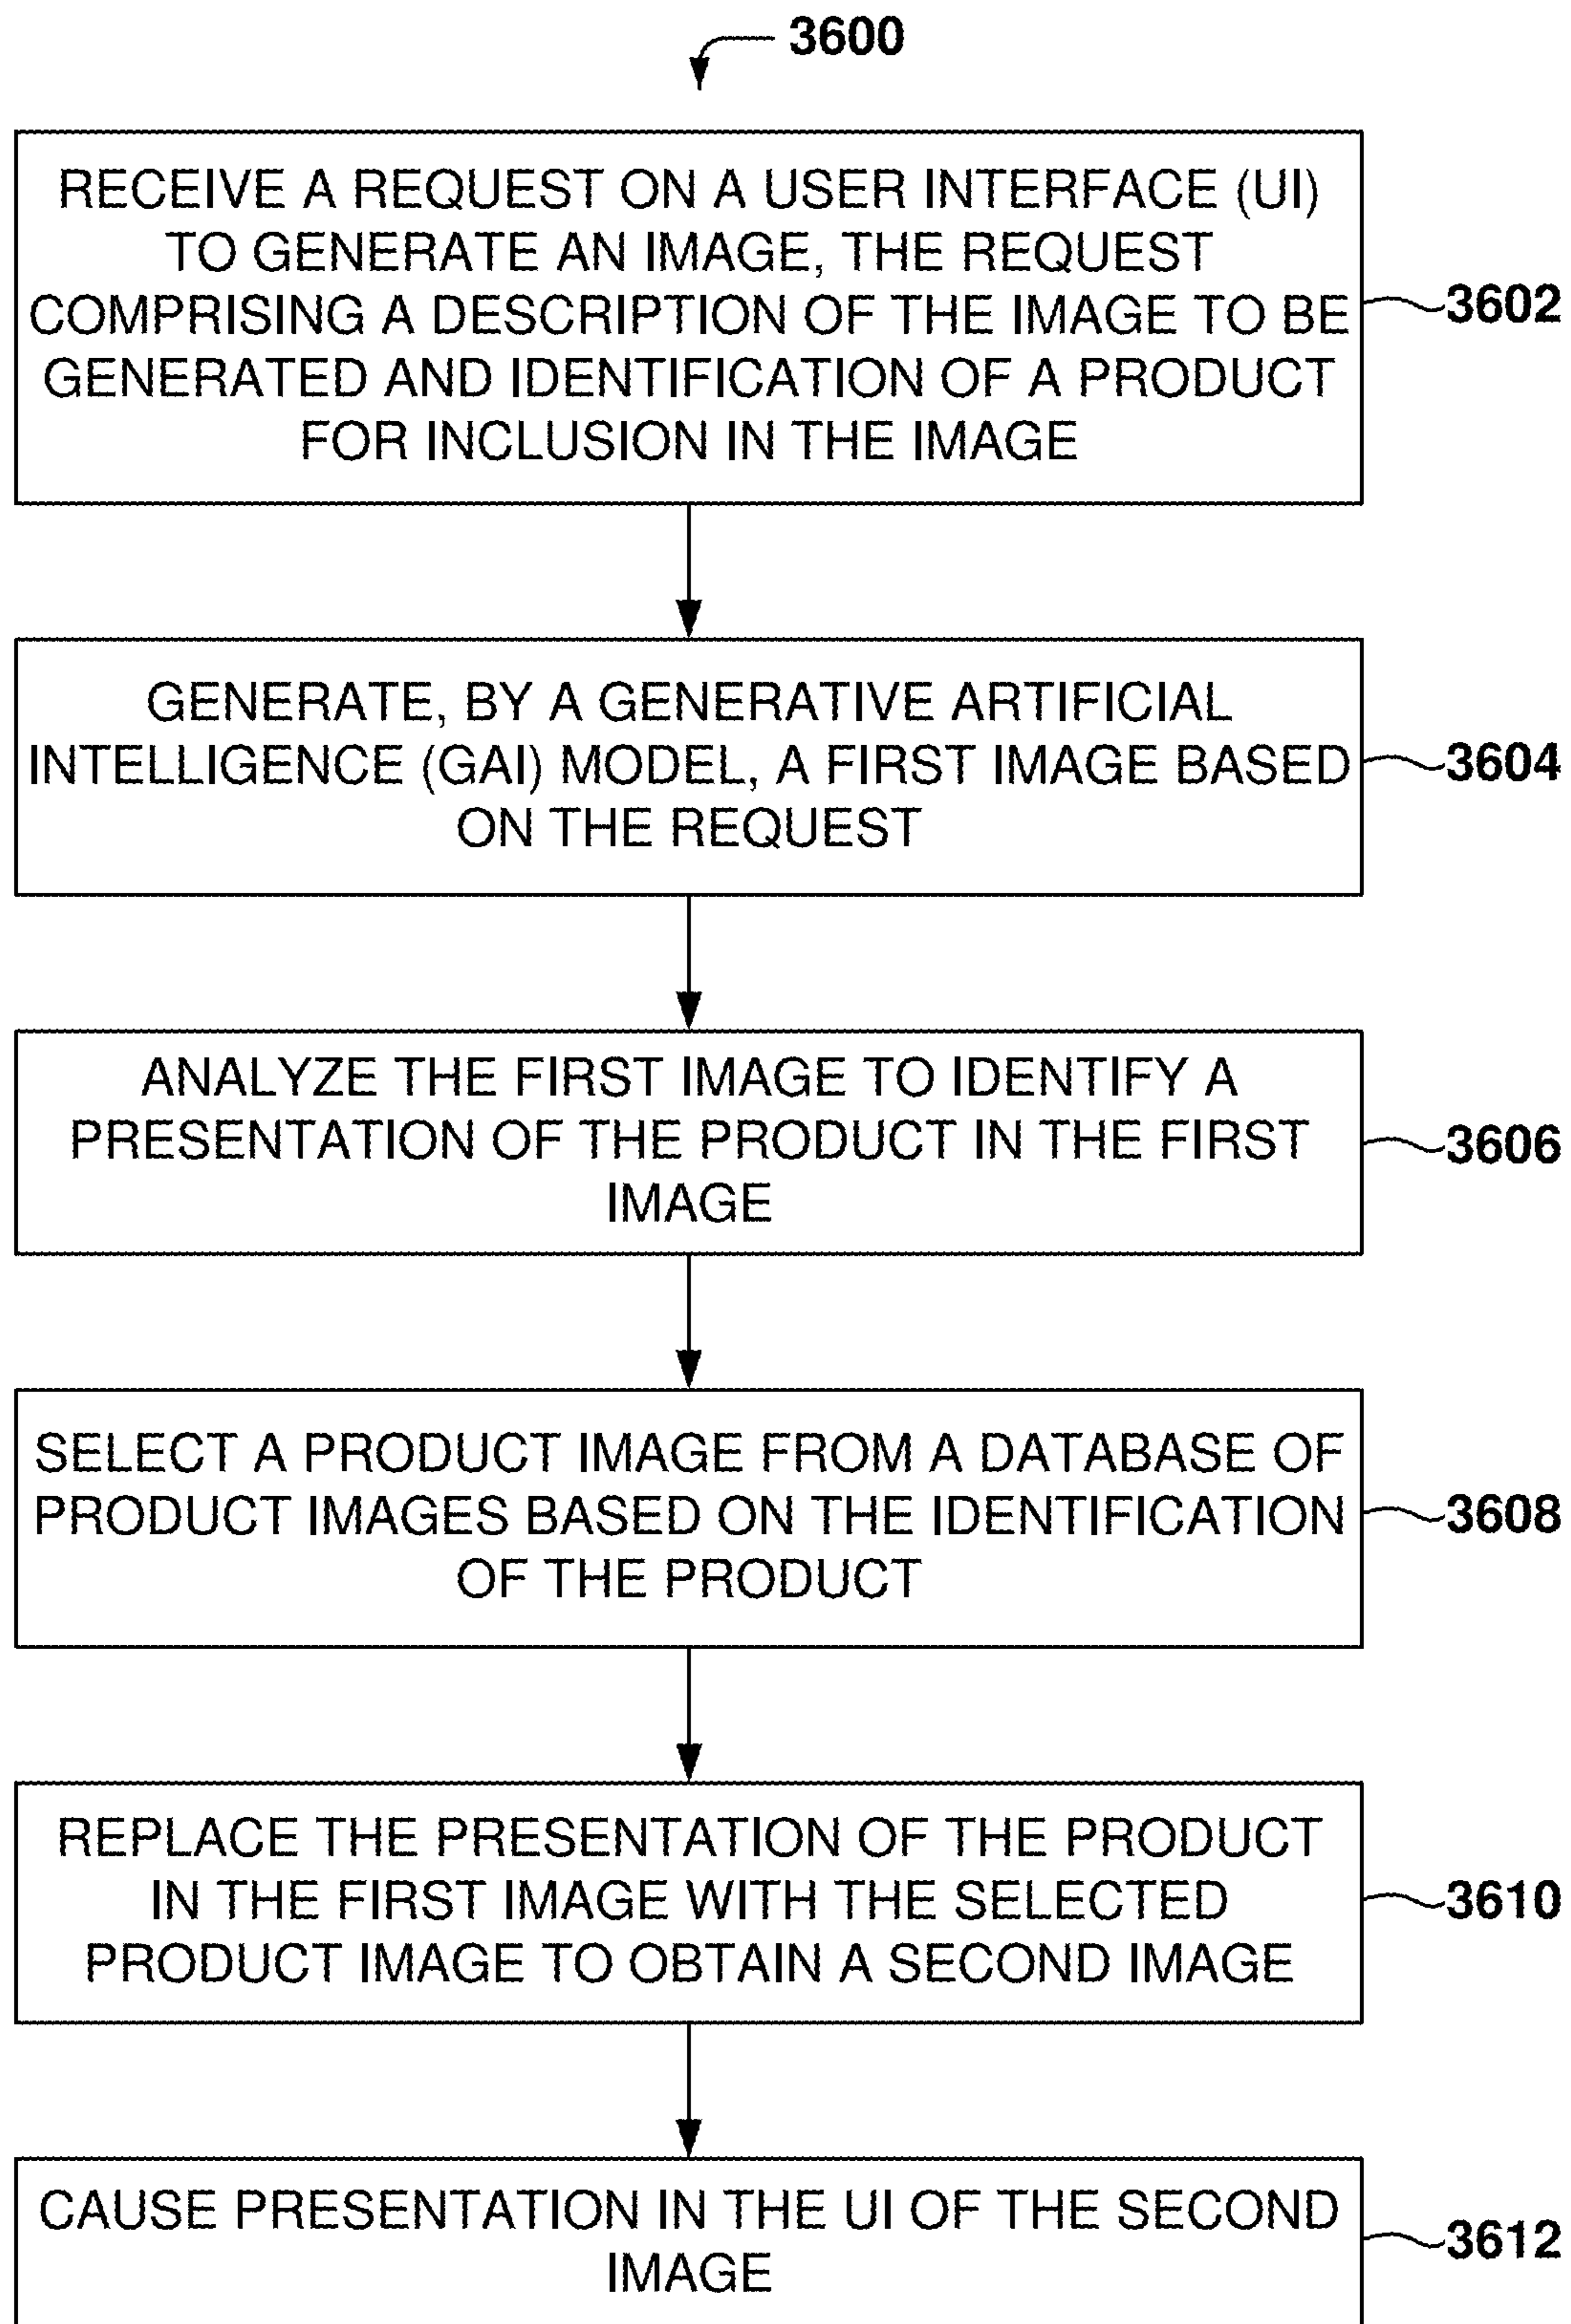 3600
RECEIVE A REQUEST ON A USER INTERFACE (UI)
TO GENERATE AN IMAGE, THE REQUEST
COMPRISING A DESCRIPTION OF THE IMAGE TO BE
GENERATED AND IDENTIFICATION OF A PRODUCT
FOR INCLUSION IN THE IMAGE
3602
GENERATE, BY A GENERATIVE ARTIFICIAL
INTELLIGENCE (GAI) MODEL, A FIRST IMAGE BASED
ON THE REQUEST
3604
ANALYZE THE FIRST IMAGE TO IDENTIFY A
PRESENTATION OF THE PRODUCT IN THE FIRST
IMAGE
3606
SELECT A PRODUCT IMAGE FROM A DATABASE OF
PRODUCT IMAGES BASED ON THE IDENTIFICATION
OF THE PRODUCT
3608
REPLACE THE PRESENTATION OF THE PRODUCT
IN THE FIRST IMAGE WITH THE SELECTED
PRODUCT IMAGE TO OBTAIN A SECOND IMAGE
3610
CAUSE PRESENTATION IN THE UI OF THE SECOND
IMAGE
3612